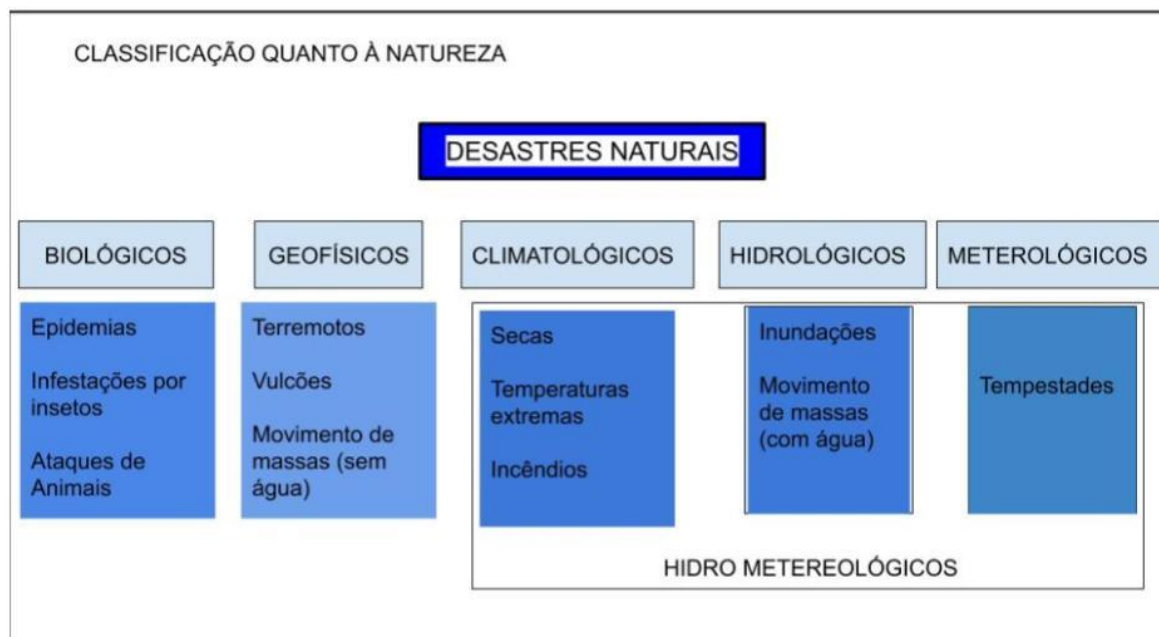 CLASSIFICAÇÃO QUANTO À NATUREZA
DESASTRES NATURAIS
BIOLÓGICOS
GEOFÍSICOS
CLIMATOLÓGICOS
HIDROLÓGICOS
METEROLÓGICOS
Epidemias
Infestações por
insetos
Ataques de
Animais
Terremotos
Vulcões
Movimento de
massas (sem
água)
Secas
Temperaturas
extremas
Incêndios
Inundações
Movimento
de massas
(com água)
Tempestades
HIDRO METEREOLÓGICOS